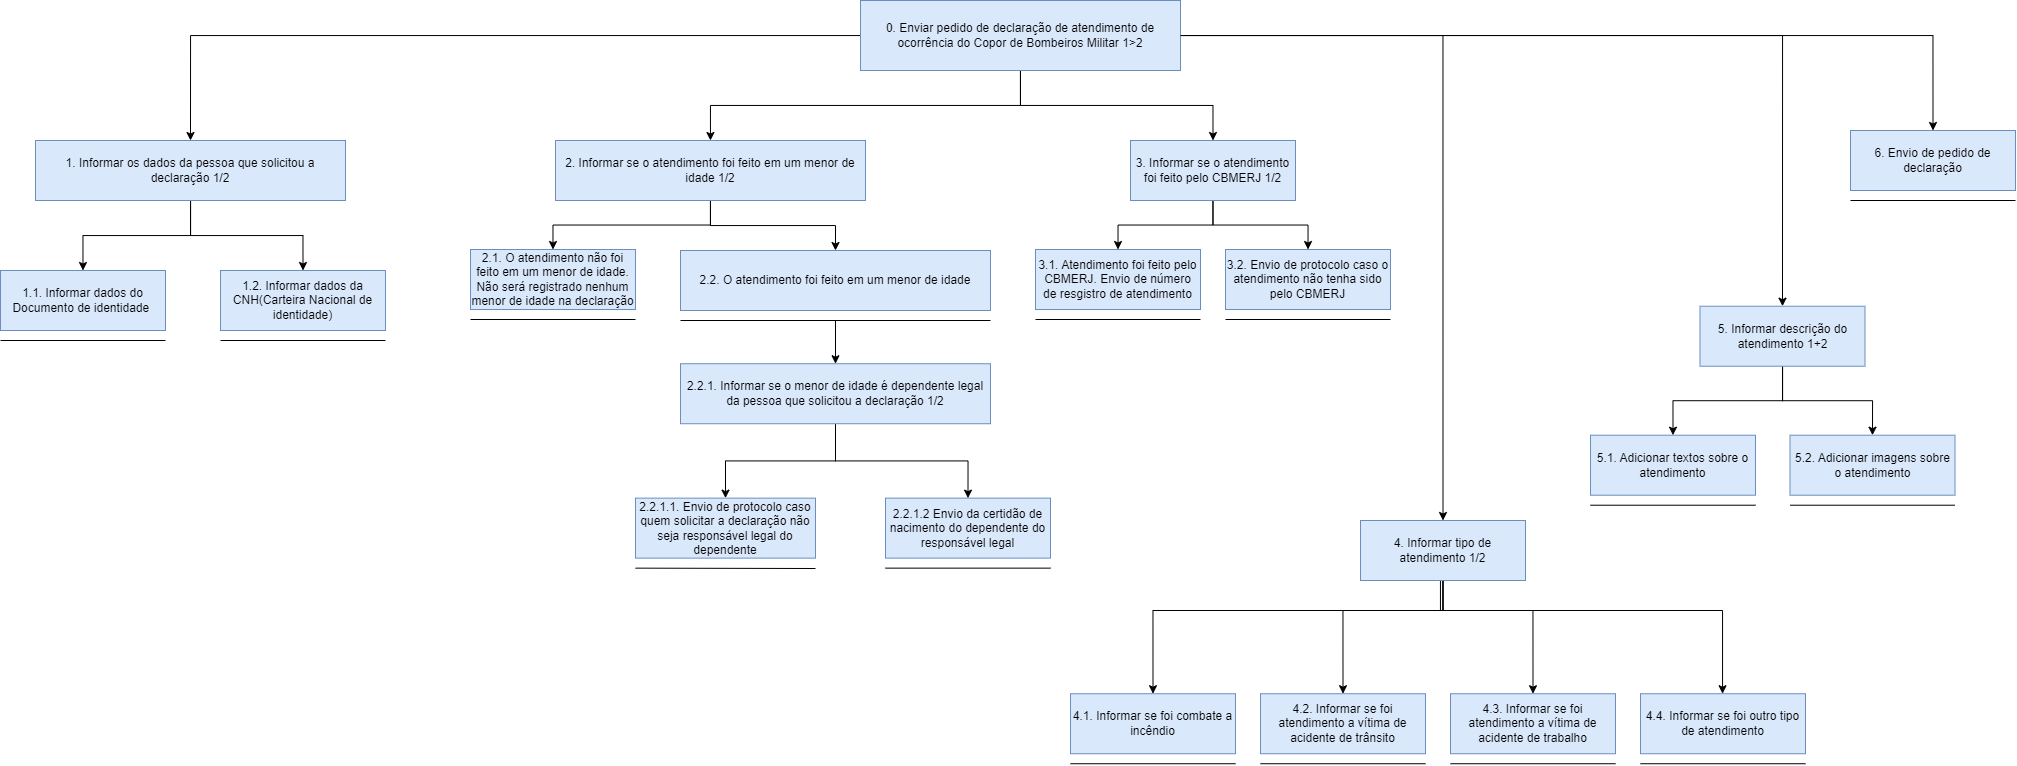 0. Enviar pedido de declaração de atendimento de
ocorrência do Copor de Bombeiros Militar 1>2
1. Informar os dados da pessoa que solicitou a
declaração 1/2
2. Informar se o atendimento foi feito em um menor de
idade 1/2
3. Informar se o atendimento
foi feito pelo CBMERJ 1/2
6. Envio de pedido de
declaração
1.1. Informar dados do
Documento de identidade
1.2. Informar dados da
CNH(Carteira Nacional de
identidade)
2.1. O atendimento não foi
feito em um menor de idade.
Não será registrado nenhum
menor de idade na declaração
2.2. O atendimento foi feito em um menor de idade
3.1. Atendimento foi feito pelo
CBMERJ. Envio de número
de resgistro de atendimento
3.2. Envio de protocolo caso o
atendimento não tenha sido
pelo CBMERJ
5. Informar descrição do
atendimento 1+2
2.2.1. Informar se o menor de idade é dependente legal
da pessoa que solicitou a declaração 1/2
5.1. Adicionar textos sobre o
atendimento
5.2. Adicionar imagens sobre
o atendimento
2.2.1.1. Envio de protocolo caso
quem solicitar a declaração não
seja responsável legal do
dependente
2.2.1.2 Envio da certidão de
nacimento do dependente do
responsável legal
4. Informar tipo de
atendimento 1/2
4.1. Informar se foi combate a
incêndio
4.2. Informar se foi
atendimento a vítima de
acidente de trânsito
4.3. Informar se foi
atendimento a vítima de
acidente de trabalho
4.4. Informar se foi outro tipo
de atendimento